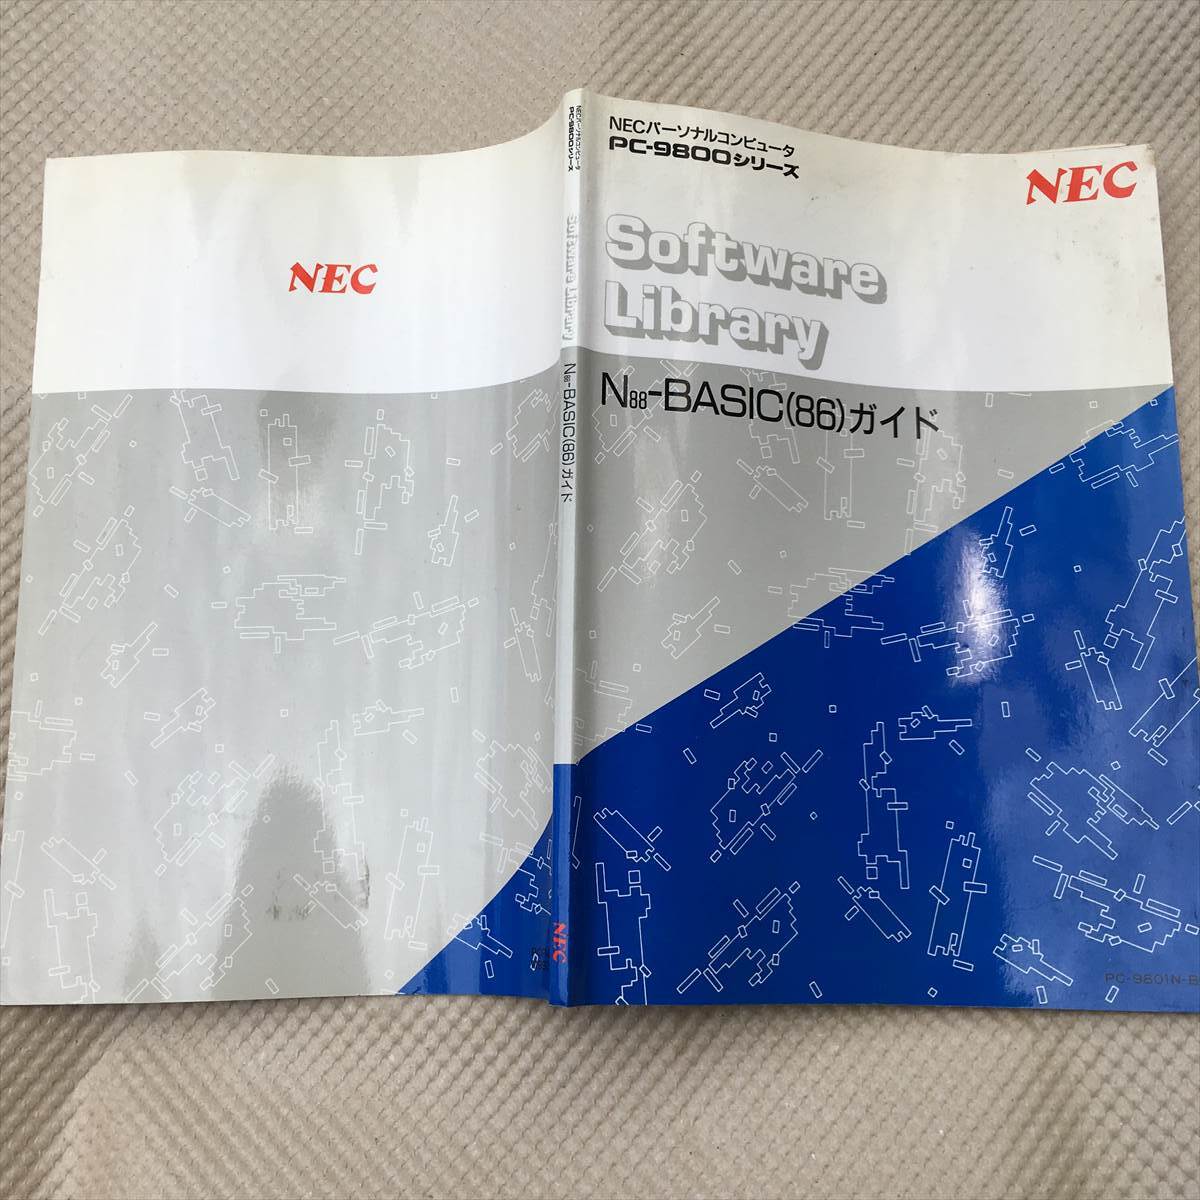 NECパーソナルコンピュータ
PC-9800シリーズ
NEC
Software
Library
N88-BASIC(86)ガイド
PC-9801N-B
NECパーソナルコンピュータ
PC-9800シリーズ
Software Library
N88-BASIC(86)ガイド
NEC
NEC